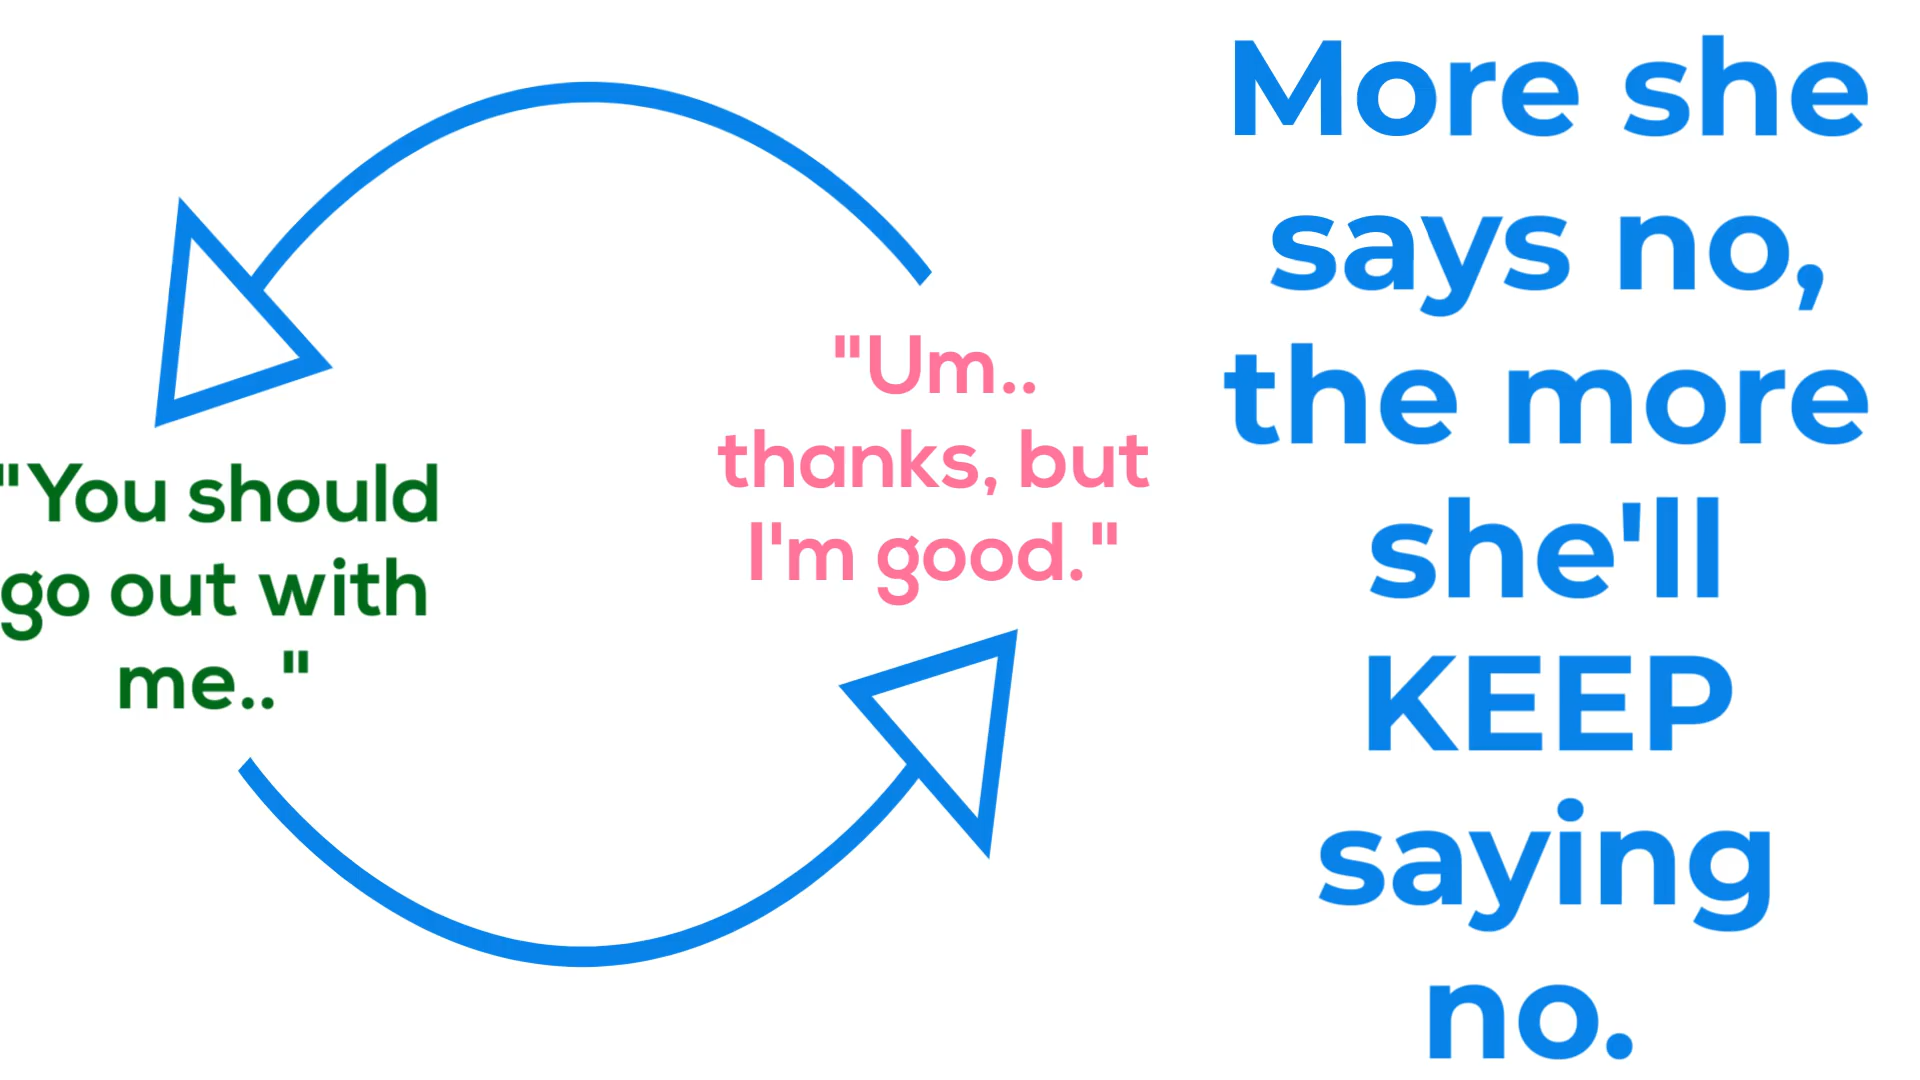 "You should
go out with
me.."
"Um..
thanks, but
I'm good."
More she
says no,
the more
she'll
KEEP
saying
no.